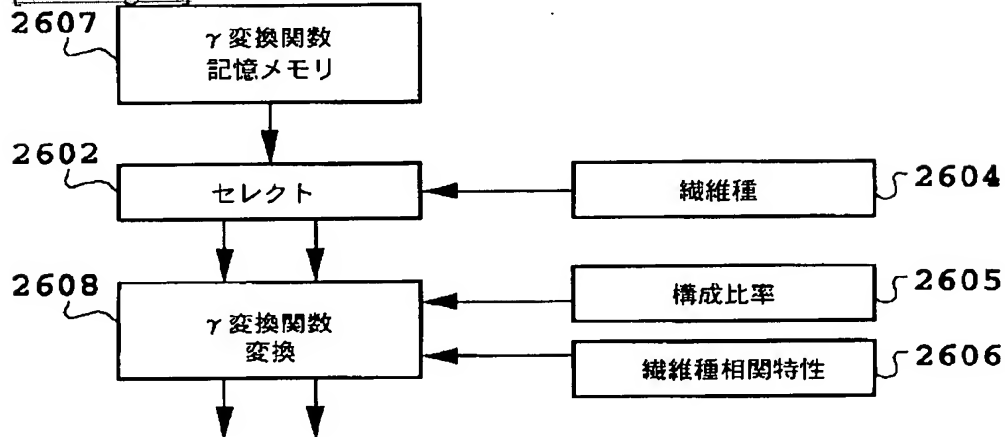 2607
γ変換関数
記憶メモリ
2602
セレクト
繊維種
2604
2608
γ変換関数
変換
構成比率
2605
繊維種相関特性
2606